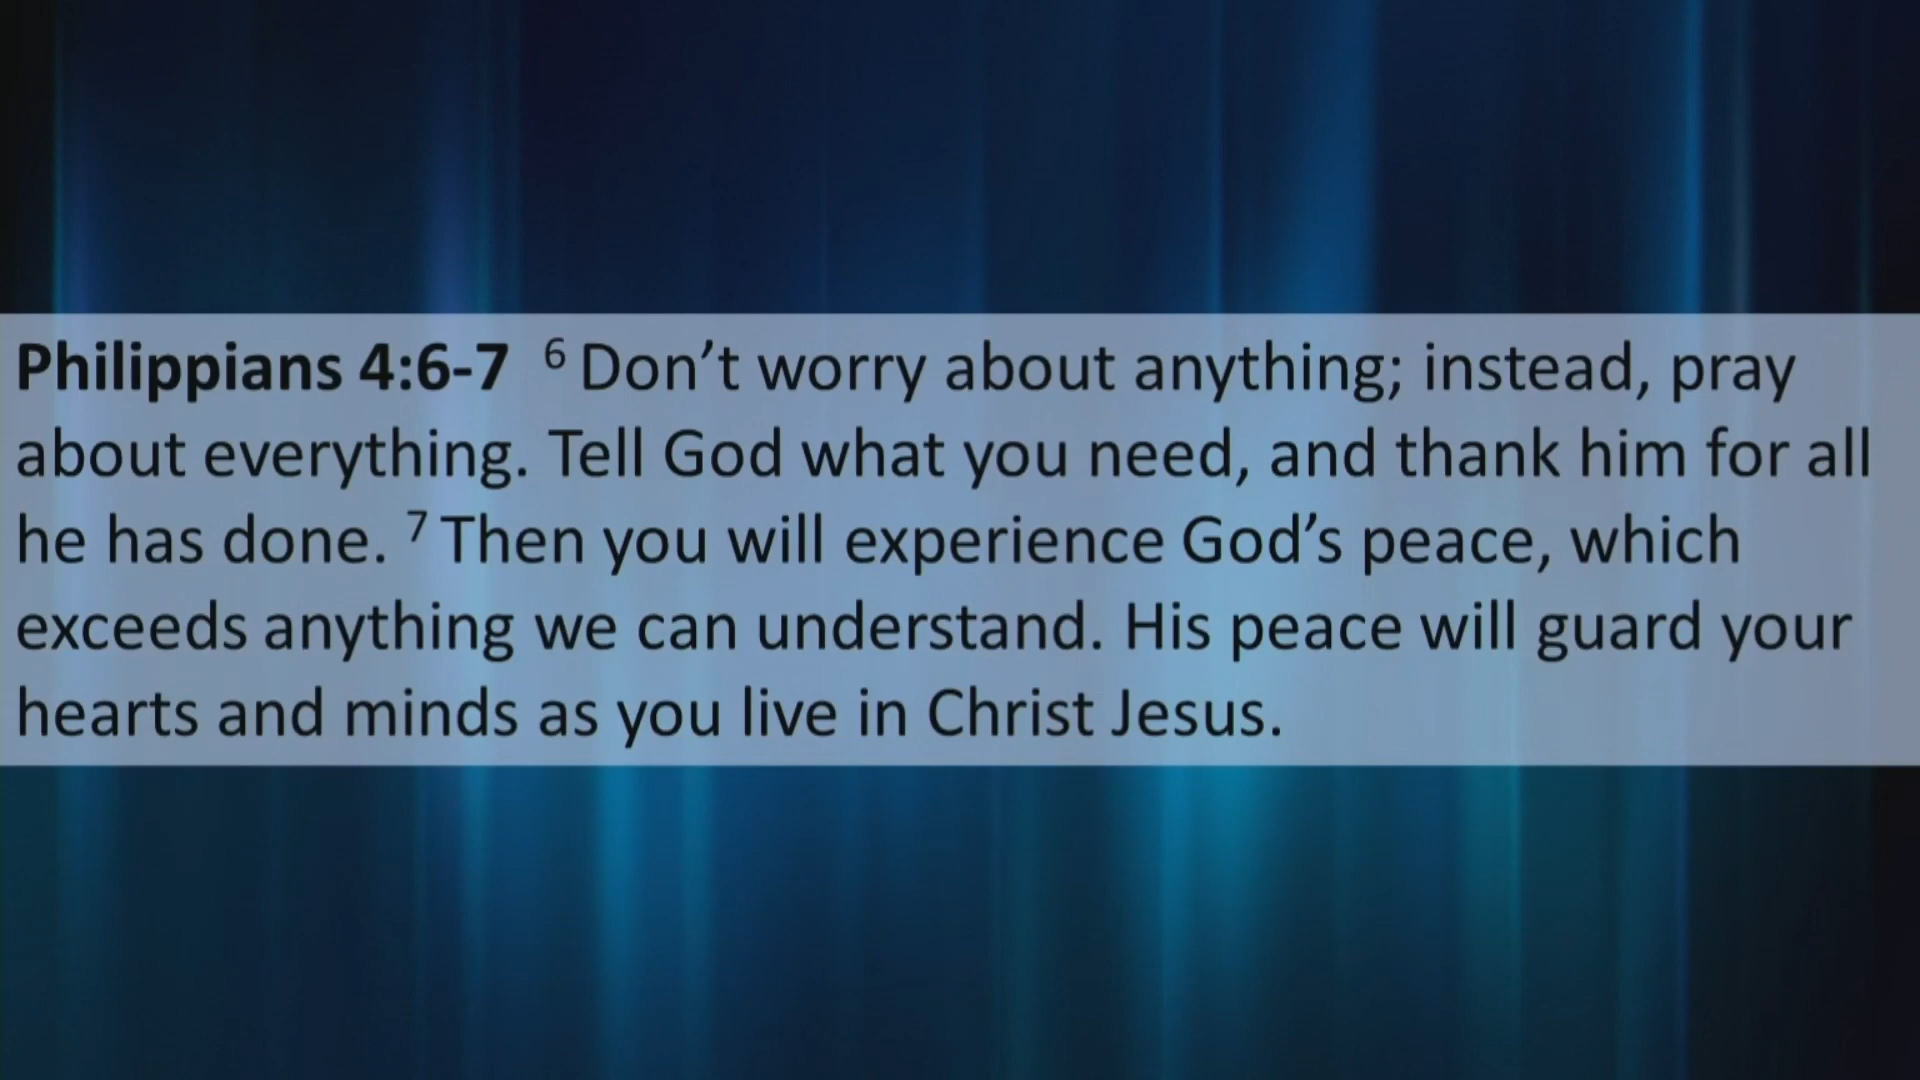 Philippians 4:6-7 ⁶ Don’t worry about anything; instead, pray
about everything. Tell God what you need, and thank him for all
he has done. ⁷ Then you will experience God’s peace, which
exceeds anything we can understand. His peace will guard your
hearts and minds as you live in Christ Jesus.